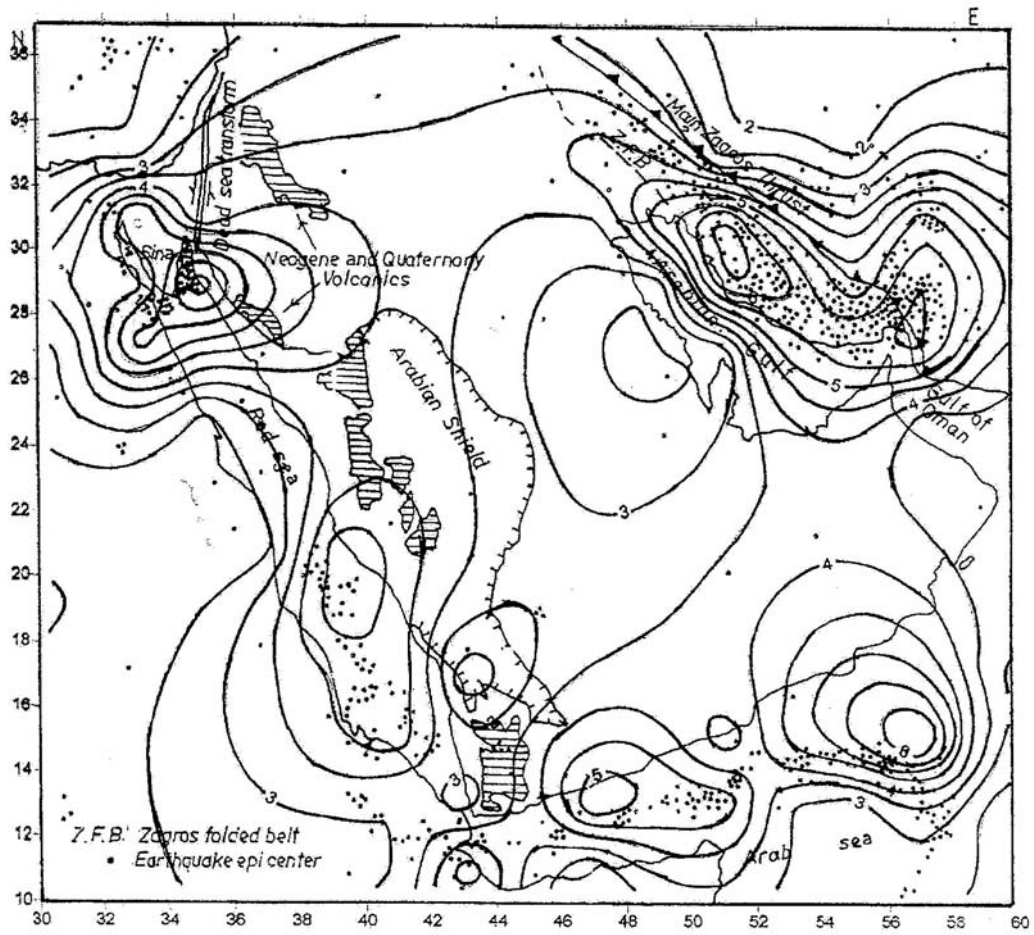 E
N
36
34
32
30
28
26
24
22
20
18
16
14
12
10
30 32 34 36 38 40 42 44 46 48 50 52 54 56 58 60
Dead sea transform
Main Zagros thrust
Z.F.B
2
2
3
3
4
5
Sina
Neogene and Quaternary
Volcanics
Arabian Shield
Arabian Gulf
5
4
Gulf of
Oman
Red sea
3
4
3
5
8
3
3
Arab sea
Z.F.B. Zagros folded belt
• Earthquake epi center